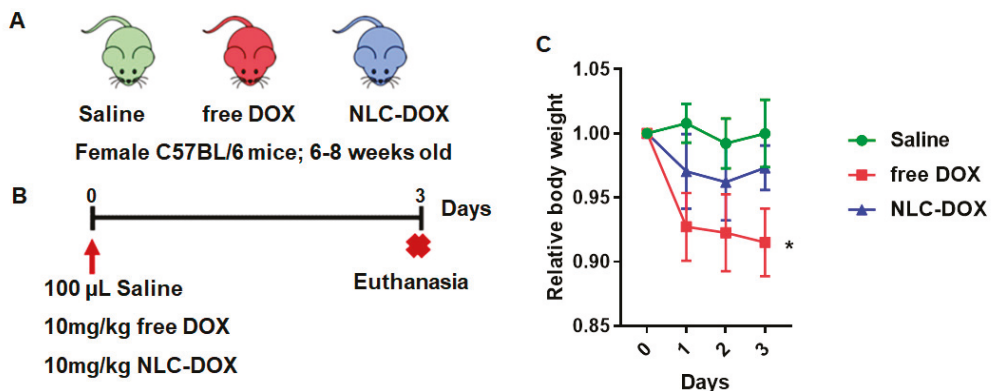 A
Saline free DOX NLC-DOX
Female C57BL/6 mice; 6-8 weeks old
B
0 3 Days
Euthanasia
100 µL Saline
10mg/kg free DOX
10mg/kg NLC-DOX
C
Relative body weight
1.05
1.00
0.95
0.90
0.85
*
0 1 2 3
Days
Saline
free DOX
NLC-DOX